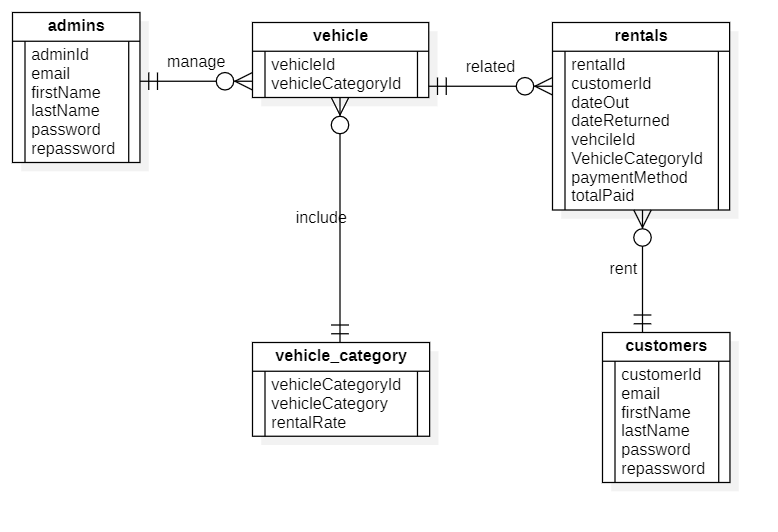 admins
adminId
email
firstName
lastName
password
repassword
manage
vehicle
vehicleId
vehicleCategoryId
related
rentals
rentalId
customerId
dateOut
dateReturned
vehcileId
VehicleCategoryId
paymentMethod
totalPaid
include
rent
vehicle_category
vehicleCategoryId
vehicleCategory
rentalRate
customers
customerId
email
firstName
lastName
password
repassword